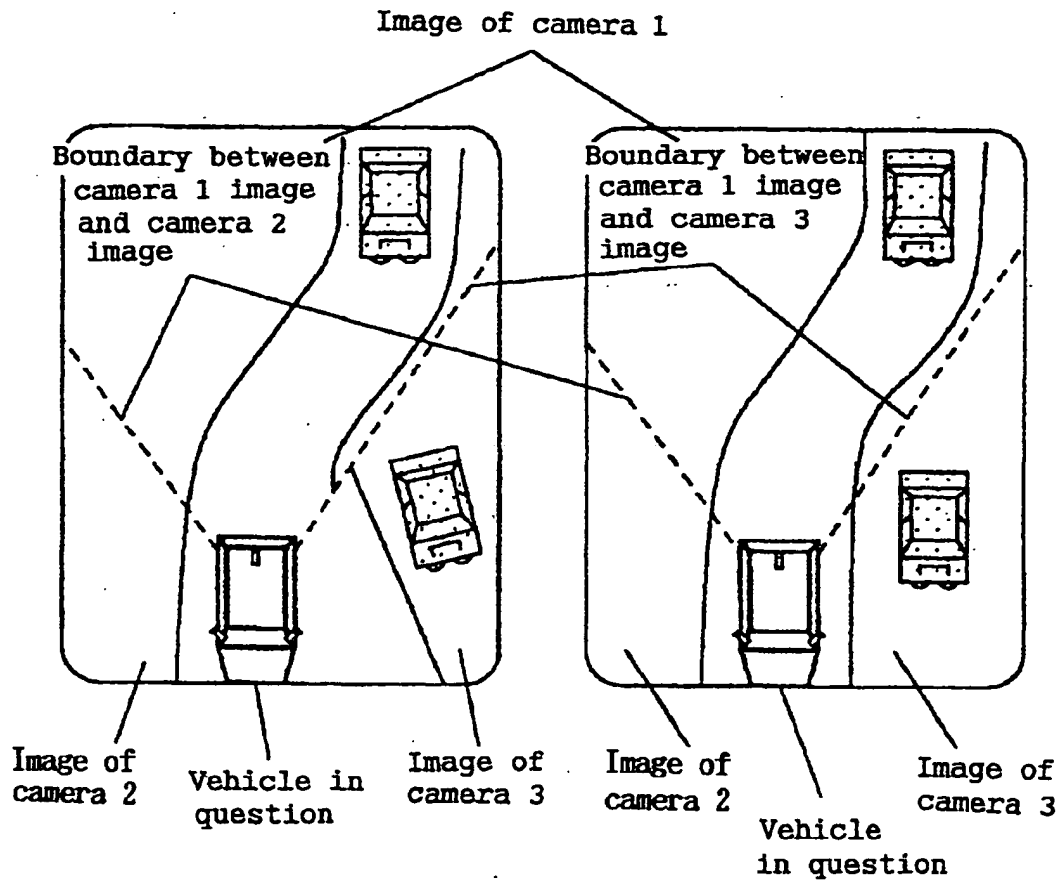 Image of camera 1
Boundary between
camera 1 image
and camera 2
image
Boundary between
camera 1 image
and camera 3
image
Image of
camera 2
Vehicle in
question
Image of
camera 3
Image of
camera 2
Vehicle
in question
Image of
camera 3